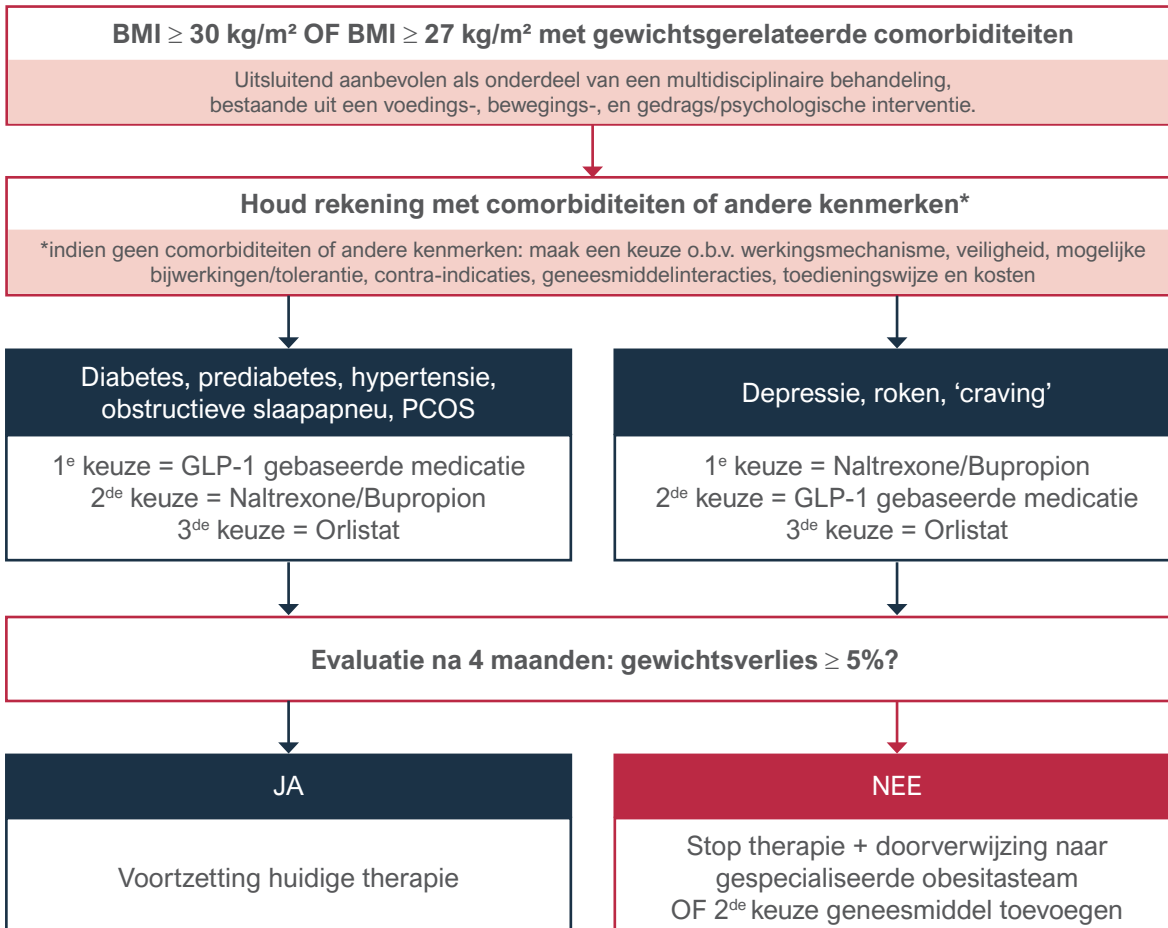 BMI ≥ 30 kg/m² OF BMI ≥ 27 kg/m² met gewichtsgerelateerde comorbiditeiten
Uitsluitend aanbevolen als onderdeel van een multidisciplinaire behandeling,
bestaande uit een voedings-, bewegings-, en gedrags/psychologische interventie.
Houd rekening met comorbiditeiten of andere kenmerken*
*indien geen comorbiditeiten of andere kenmerken: maak een keuze o.b.v. werkingsmechanisme, veiligheid, mogelijke
bijwerkingen/tolerantie, contra-indicaties, geneesmiddelinteracties, toedieningswijze en kosten
Diabetes, prediabetes, hypertensie,
obstructieve slaapapneu, PCOS
1e keuze = GLP-1 gebaseerde medicatie
2de keuze = Naltrexone/Bupropion
3de keuze = Orlistat
Depressie, roken, ‘craving’
1e keuze = Naltrexone/Bupropion
2de keuze = GLP-1 gebaseerde medicatie
3de keuze = Orlistat
Evaluatie na 4 maanden: gewichtsverlies ≥ 5%?
JA
Voortzetting huidige therapie
NEE
Stop therapie + doorverwijzing naar
gespecialiseerde obesitasteam
OF 2de keuze geneesmiddel toevoegen